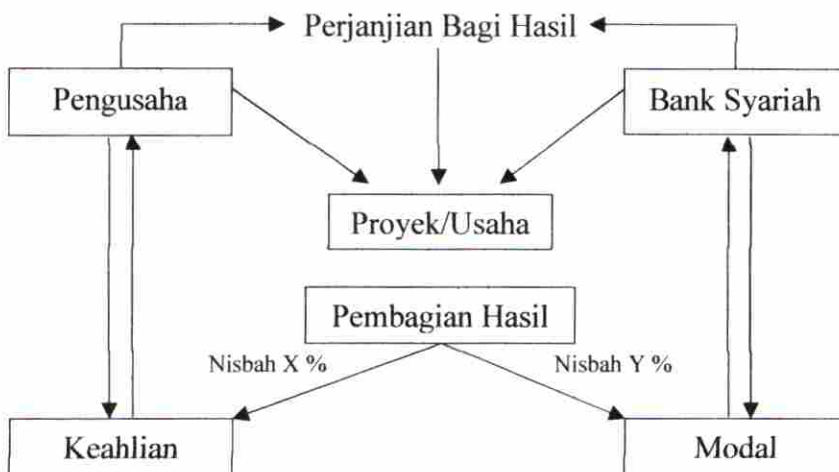 Perjanjian Bagi Hasil
Pengusaha
Bank Syariah
Proyek/Usaha
Pembagian Hasil
Nisbah X %
Nisbah Y %
Keahlian
Modal